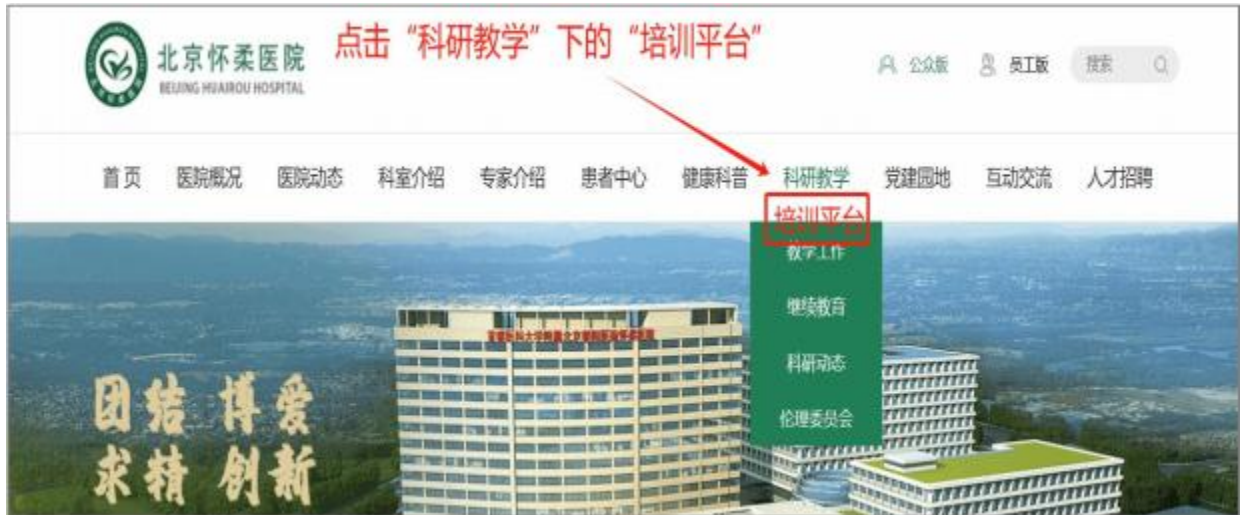 点击“科研教学”下的“培训平台”
北京怀柔医院
BEIJING HUAIROU HOSPITAL
公众版
员工版
搜索
首页
医院概况
医院动态
科室介绍
专家介绍
患者中心
健康科普
科研教学
党建园地
互动交流
人才招聘
培训平台
教学工作
继续教育
科研动态
伦理委员会
团结 博爱
求精 创新